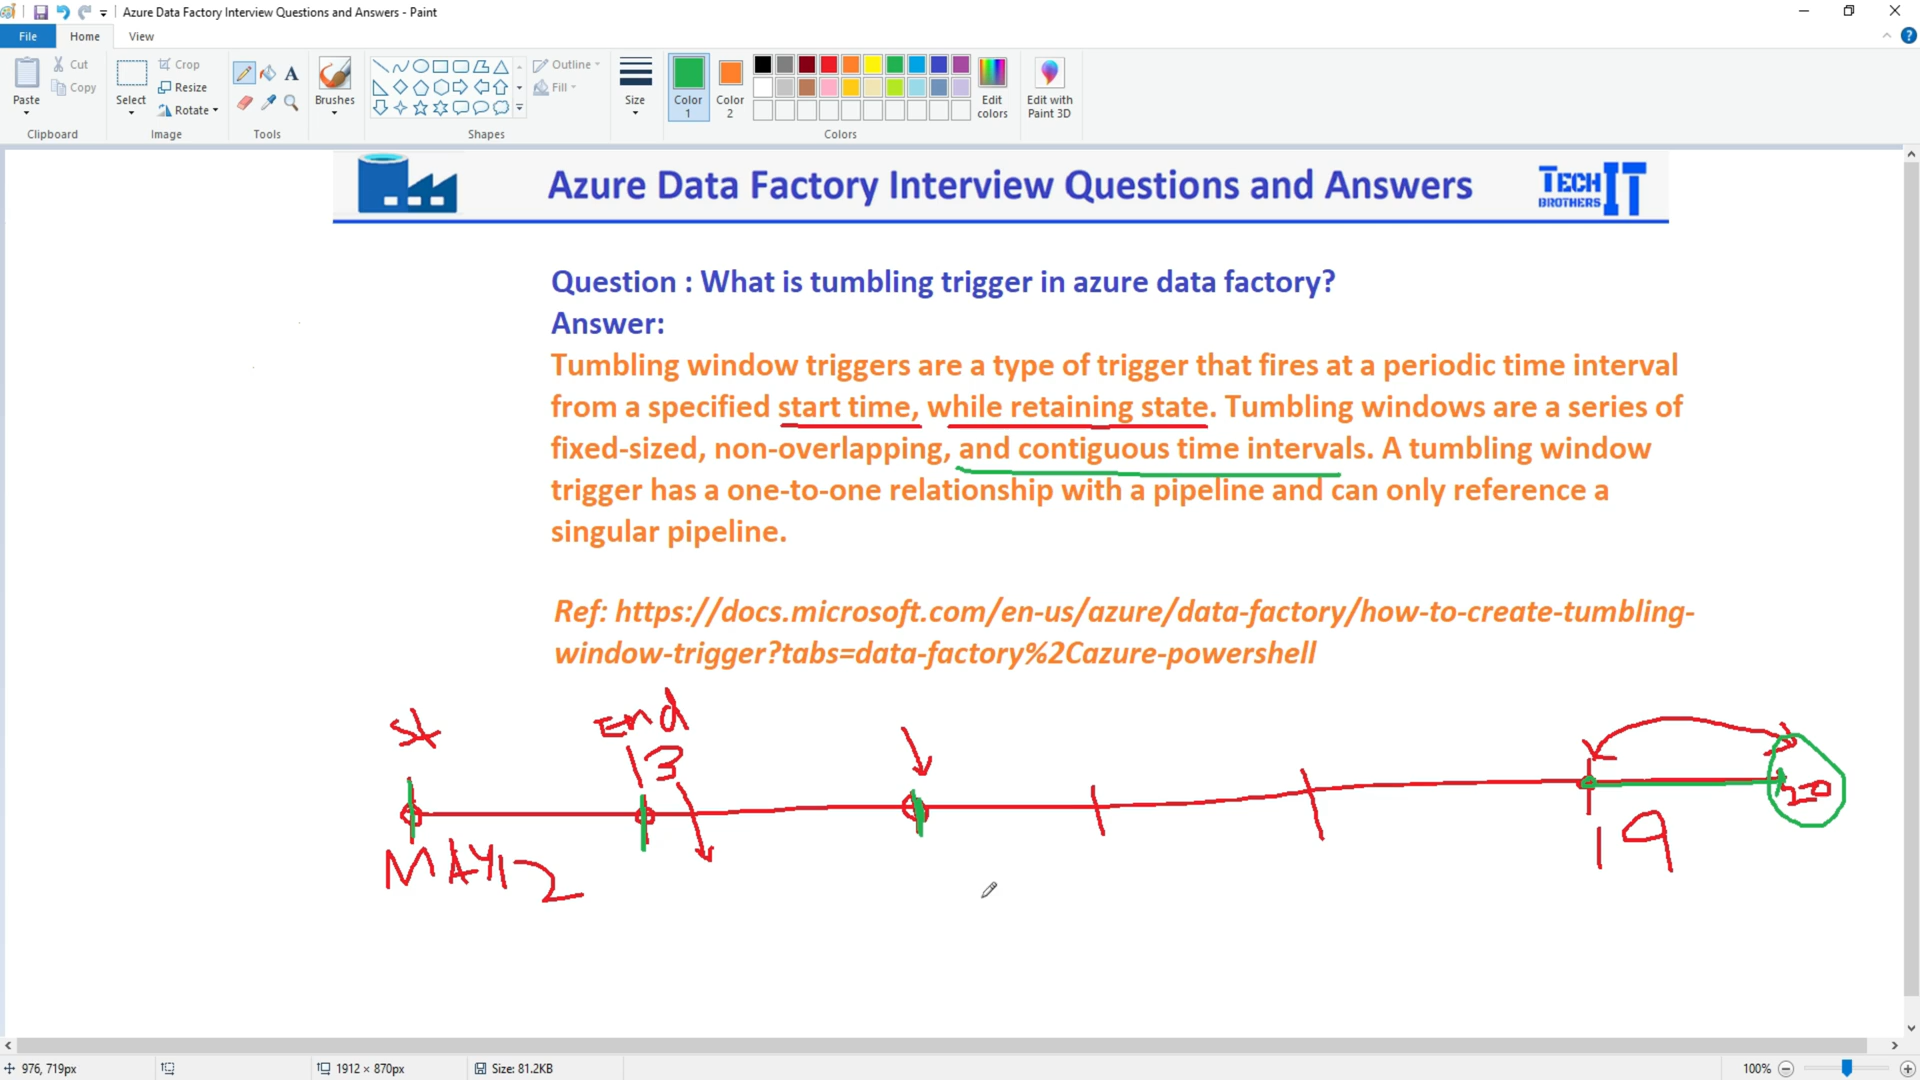 Azure Data Factory Interview Questions and Answers - Paint
File Home View
Paste Cut Copy Clipboard
Select Crop Resize Rotate Image
Tools
Brushes
Shapes Outline Fill
Size
Color 1 Color 2 Edit colors Colors
Edit with Paint 3D
Azure Data Factory Interview Questions and Answers
TECH BROTHERS IT
Question : What is tumbling trigger in azure data factory?
Answer:
Tumbling window triggers are a type of trigger that fires at a periodic time interval
from a specified start time, while retaining state. Tumbling windows are a series of
fixed-sized, non-overlapping, and contiguous time intervals. A tumbling window
trigger has a one-to-one relationship with a pipeline and can only reference a
singular pipeline.
Ref: https://docs.microsoft.com/en-us/azure/data-factory/how-to-create-tumbling-
window-trigger?tabs=data-factory%2Cazure-powershell
St End
13
20
MAY12 19
976, 719px 1912 × 870px Size: 81.2KB 100%